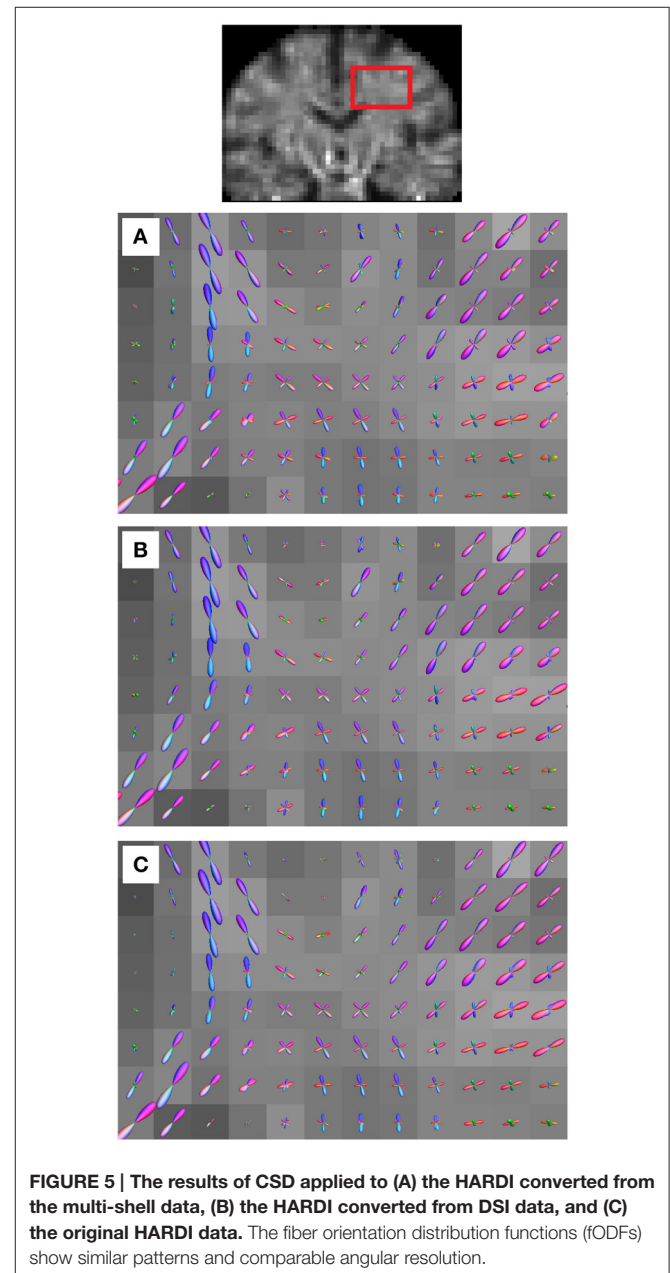 A
B
C
FIGURE 5 | The results of CSD applied to (A) the HARDI converted from
the multi-shell data, (B) the HARDI converted from DSI data, and (C)
the original HARDI data. The fiber orientation distribution functions (fODFs)
show similar patterns and comparable angular resolution.